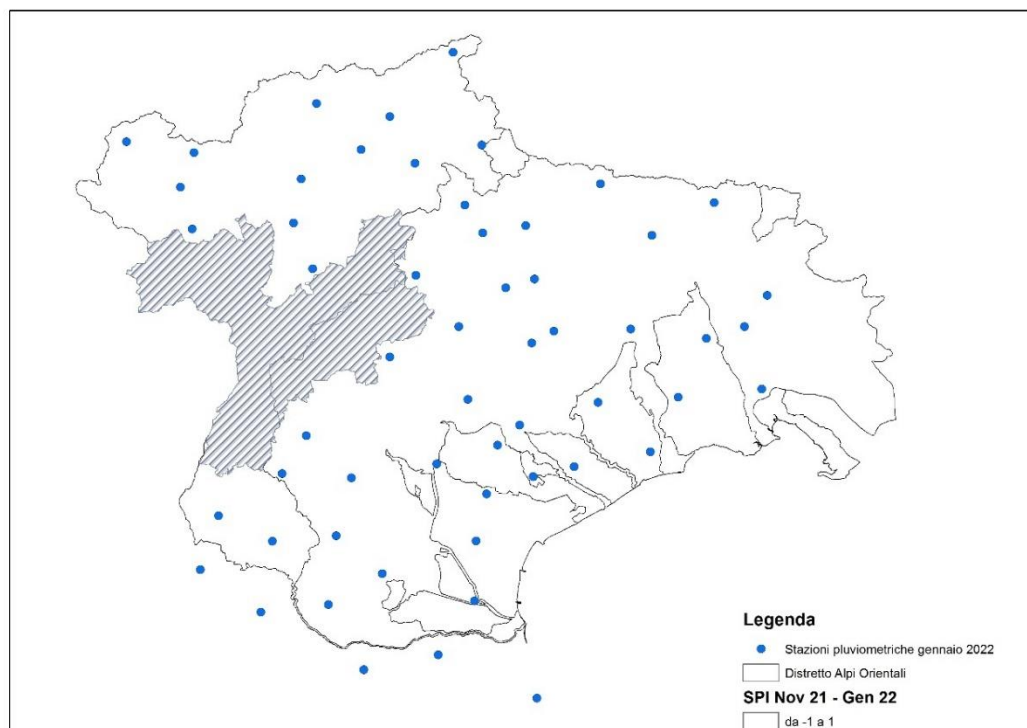 Legenda
Stazioni pluviometriche gennaio 2022
Distretto Alpi Orientali
SPI Nov 21 - Gen 22
da -1 a 1